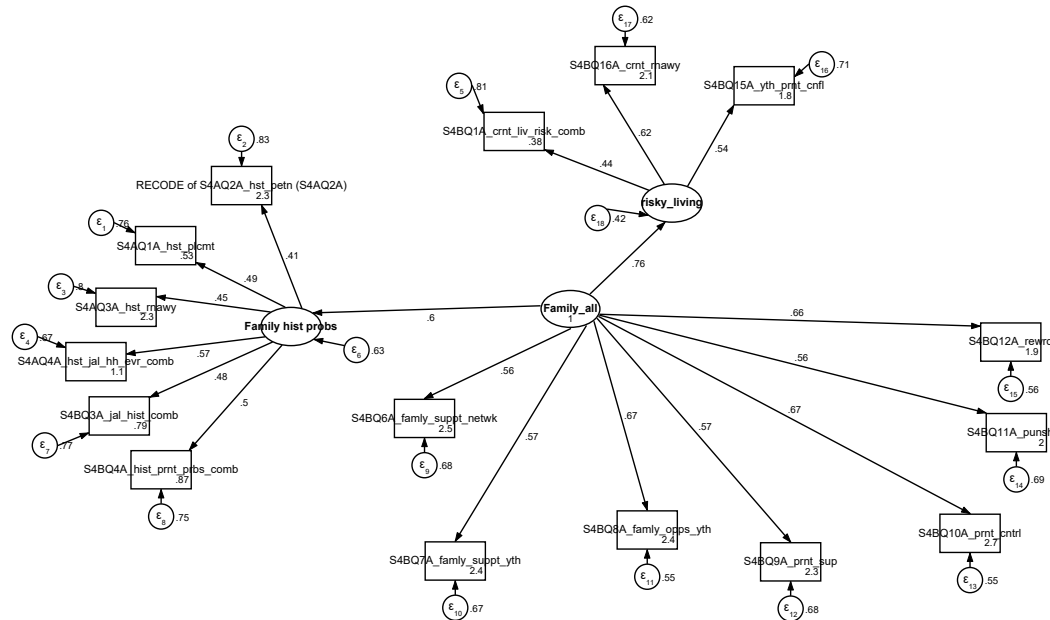 ε17 .62
S4BQ16A_crnt_rnawy
2.1
ε16 .71
S4BQ15A_yth_prnt_cnfl
1.8
ε5 .81
S4BQ1A_crnt_liv_risk_comb
.38
.62
.54
.44
ε2 .83
RECODE of S4AQ2A_hst_petn (S4AQ2A)
2.3
risky_living
ε18 .42
ε1 .76
S4AQ1A_hst_plcmt
.53
.41
.76
.49
ε3 .8
S4AQ3A_hst_rnawy
2.3
.45
Family_all
1
.6
Family hist probs
.66
ε4 .67
S4AQ4A_hst_jal_hh_evr_comb
1.1
.57
ε6 .63
S4BQ12A_rewrd
1.9
.56
.48
.56
ε15 .56
S4BQ3A_jal_hist_comb
.79
.5
S4BQ6A_famly_suppt_netwk
2.5
.67
.67
.57
.57
S4BQ11A_punsh
2
ε7 .77
S4BQ4A_hist_prnt_prbs_comb
.87
ε9 .68
ε14 .69
ε8 .75
S4BQ8A_famly_opps_yth
2.4
S4BQ10A_prnt_cntrl
2.7
S4BQ7A_famly_suppt_yth
2.4
S4BQ9A_prnt_sup
2.3
ε11 .55
ε13 .55
ε10 .67
ε12 .68